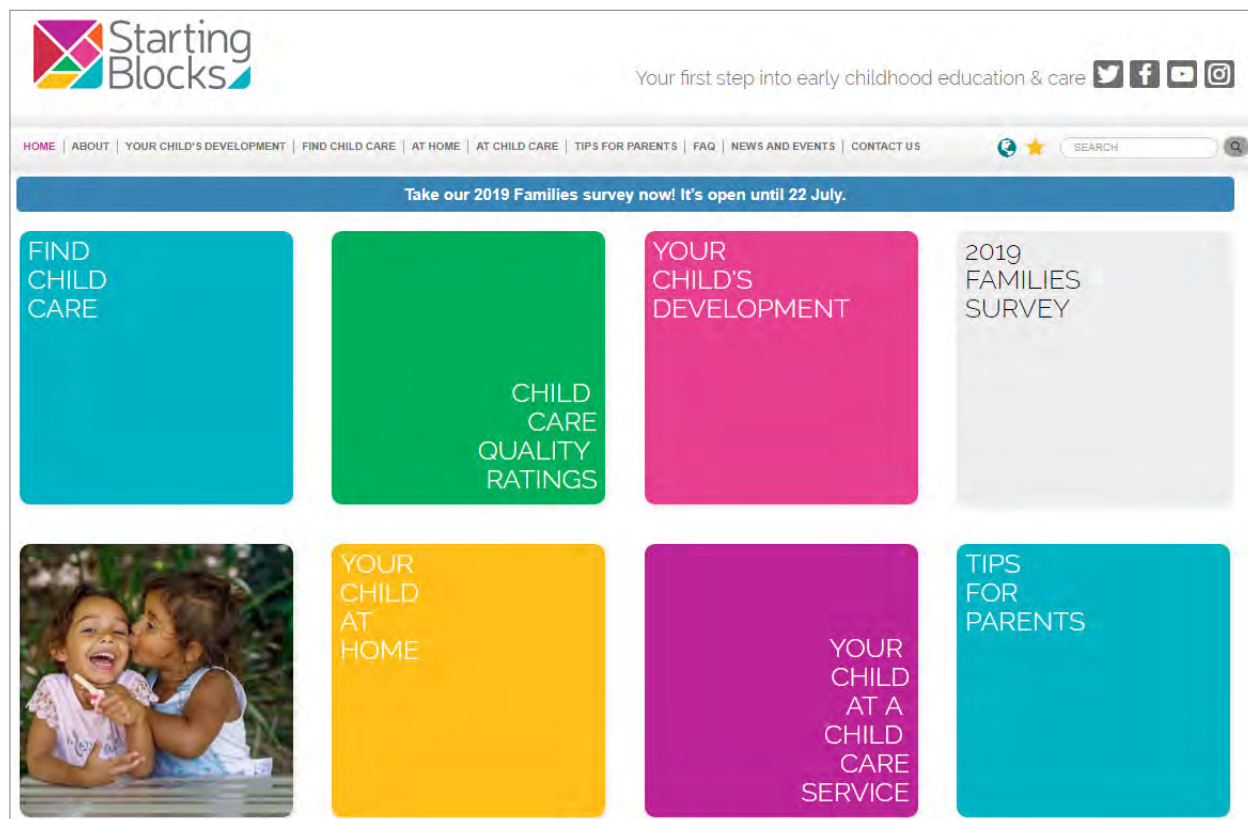 Starting
Blocks
Your first step into early childhood education & care
HOME | ABOUT | YOUR CHILD'S DEVELOPMENT | FIND CHILD CARE | AT HOME | AT CHILD CARE | TIPS FOR PARENTS | FAQ | NEWS AND EVENTS | CONTACT US
SEARCH
Take our 2019 Families survey now! It's open until 22 July.
FIND
CHILD
CARE
CHILD
CARE
QUALITY
RATINGS
YOUR
CHILD'S
DEVELOPMENT
2019
FAMILIES
SURVEY
YOUR
CHILD
AT
HOME
YOUR
CHILD
AT A
CHILD
CARE
SERVICE
TIPS
FOR
PARENTS